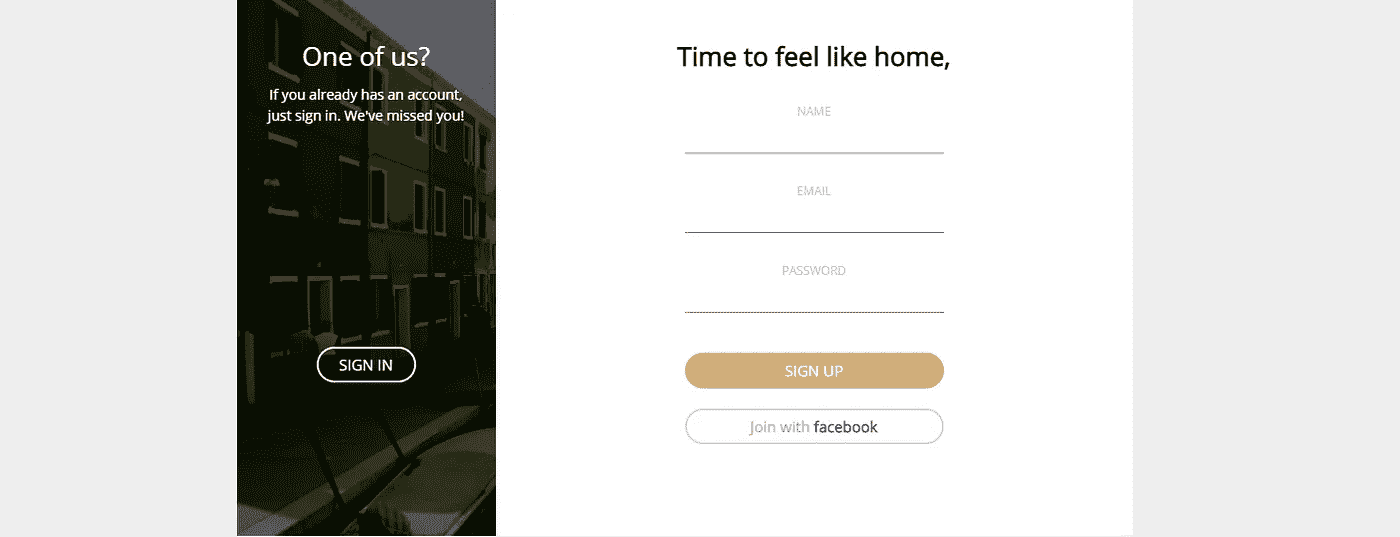 One of us?
If you already has an account,
just sign in. We've missed you!
SIGN IN
Time to feel like home,
NAME
EMAIL
PASSWORD
SIGN UP
Join with facebook